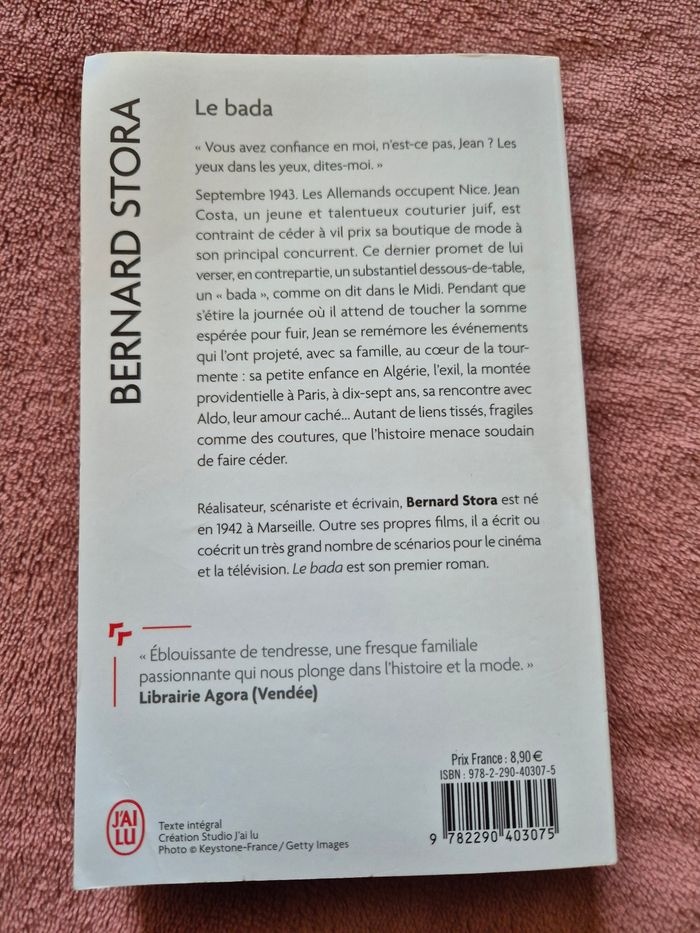 BERNARD STORA
Le bada
« Vous avez confiance en moi, n'est-ce pas, Jean ? Les
yeux dans les yeux, dites-moi. »
Septembre 1943. Les Allemands occupent Nice. Jean
Costa, un jeune et talentueux couturier juif, est
contraint de céder à vil prix sa boutique de mode à
son principal concurrent. Ce dernier promet de lui
verser, en contrepartie, un substantiel dessous-de-table,
un « bada », comme on dit dans le Midi. Pendant que
s'étire la journée où il attend de toucher la somme
espérée pour fuir, Jean se remémore les événements
qui l'ont projeté, avec sa famille, au cœur de la tour-
mente : sa petite enfance en Algérie, l'exil, la montée
providentielle à Paris, à dix-sept ans, sa rencontre avec
Aldo, leur amour caché... Autant de liens tissés, fragiles
comme des coutures, que l'histoire menace soudain
de faire céder.
Réalisateur, scénariste et écrivain, Bernard Stora est né
en 1942 à Marseille. Outre ses propres films, il a écrit ou
coécrit un très grand nombre de scénarios pour le cinéma
et la télévision. Le bada est son premier roman.
« Éblouissante de tendresse, une fresque familiale
passionnante qui nous plonge dans l'histoire et la mode. »
Librairie Agora (Vendée)
Prix France : 8,90 €
ISBN : 978-2-290-40307-5
9 782290 403075
J'AI
LU
Texte intégral
Création Studio J'ai lu
Photo © Keystone-France / Getty Images